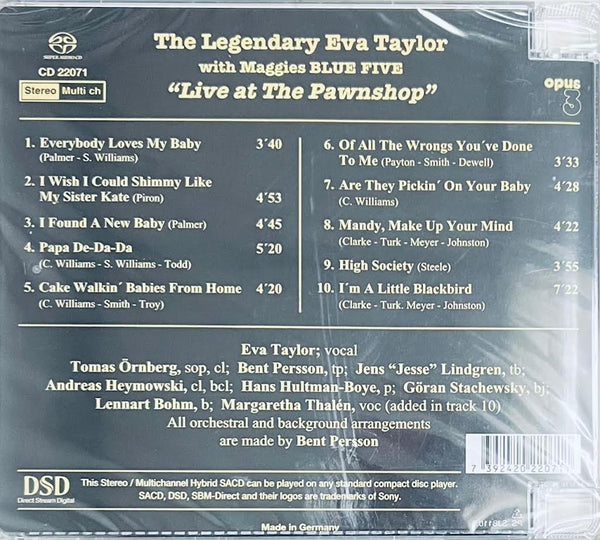 SUPER AUDIO CD
CD 22071
Stereo Multi ch
The Legendary Eva Taylor
with Maggies BLUE FIVE
“Live at The Pawnshop”
opus
3
1. Everybody Loves My Baby 3´40
(Palmer - S. Williams)
2. I Wish I Could Shimmy Like
My Sister Kate (Piron) 4´53
3. I Found A New Baby (Palmer) 4´45
4. Papa De-Da-Da 5´20
(C. Williams - S. Williams - Todd)
5. Cake Walkin´ Babies From Home 4´20
(C. Williams - Smith - Troy)
6. Of All The Wrongs You´ve Done
To Me (Payton - Smith - Dewell) 3´33
7. Are They Pickin´ On Your Baby 4´28
(C. Williams)
8. Mandy, Make Up Your Mind 4´22
(Clarke - Turk - Meyer - Johnston)
9. High Society (Steele) 3´55
10. I´m A Little Blackbird 7´22
(Clarke - Turk. Meyer - Johnston)
Eva Taylor; vocal
Tomas Örnberg, sop, cl; Bent Persson, tp; Jens “Jesse” Lindgren, tb;
Andreas Heymowski, cl, bcl; Hans Hultman-Boye, p; Göran Stachewsky, bj;
Lennart Bohm, b; Margaretha Thalén, voc (added in track 10)
All orchestral and background arrangements
are made by Bent Persson
DSD
Direct Stream Digital
This Stereo / Multichannel Hybrid SACD can be played on any standard compact disc player.
SACD, DSD, SBM-Direct and their logos are trademarks of Sony.
Made in Germany